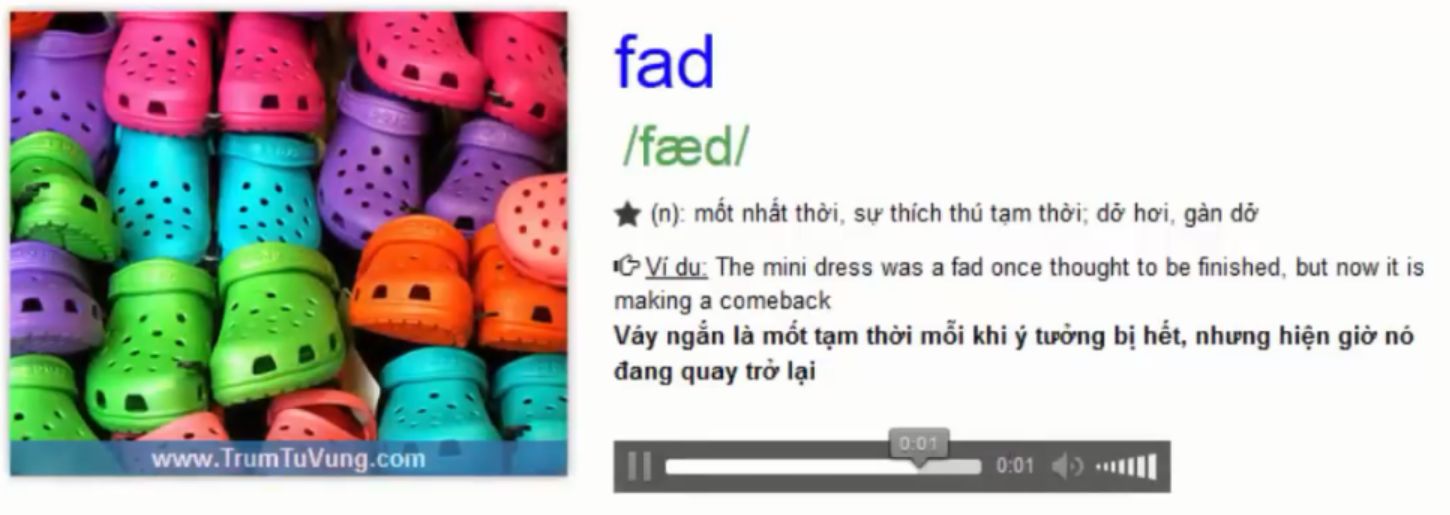 fad
/fæd/
(n): mốt nhất thời, sự thích thú tạm thời; dở hơi, gàn dở
Ví du: The mini dress was a fad once thought to be finished, but now it is
making a comeback
Váy ngắn là mốt tạm thời mỗi khi ý tưởng bị hết, nhưng hiện giờ nó
đang quay trở lại
www.TrumTuVung.com
0:01
0:01